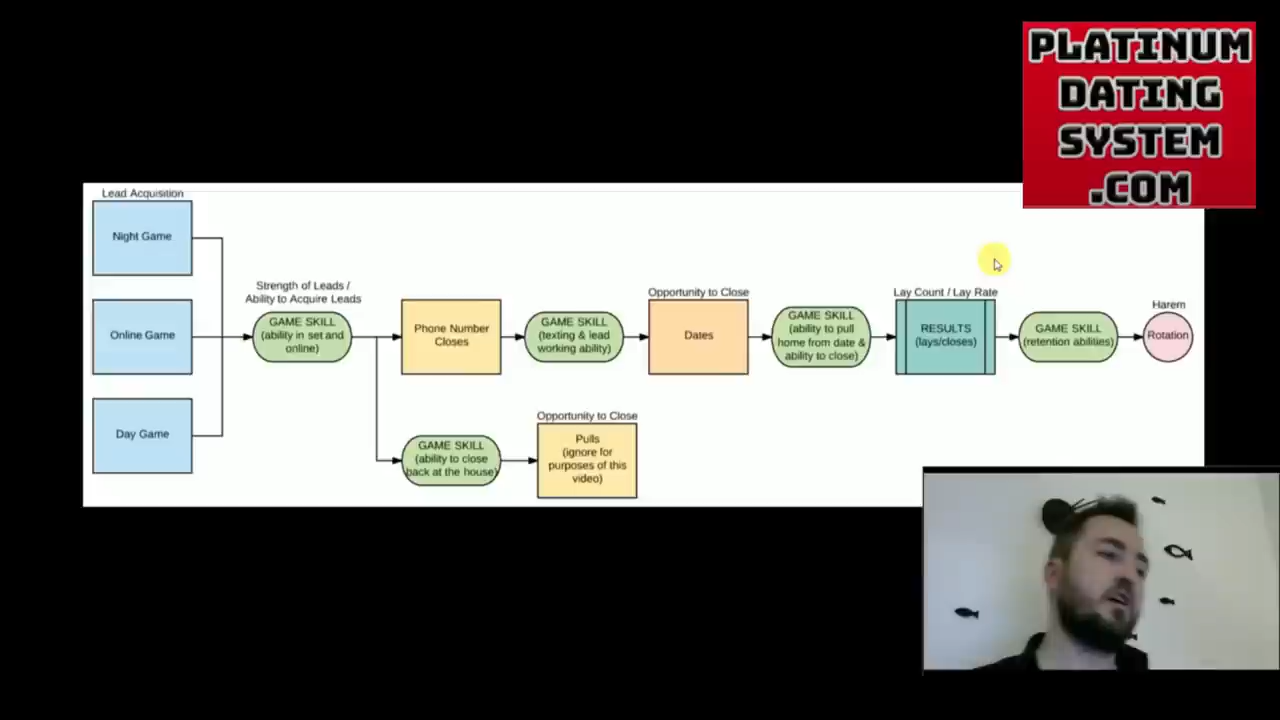 PLATINUM
DATING
SYSTEM
.COM
Lead Acquisition
Night Game
Online Game
Day Game
Strength of Leads /
Ability to Acquire Leads
GAME SKILL
(ability in set and
online)
Phone Number
Closes
GAME SKILL
(texting & lead
working ability)
Opportunity to Close
Dates
GAME SKILL
(ability to pull
home from date &
ability to close)
Lay Count / Lay Rate
RESULTS
(lays/closes)
GAME SKILL
(retention abilities)
Harem
Rotation
GAME SKILL
(ability to close
back at the house)
Opportunity to Close
Pulls
(ignore for
purposes of this
video)